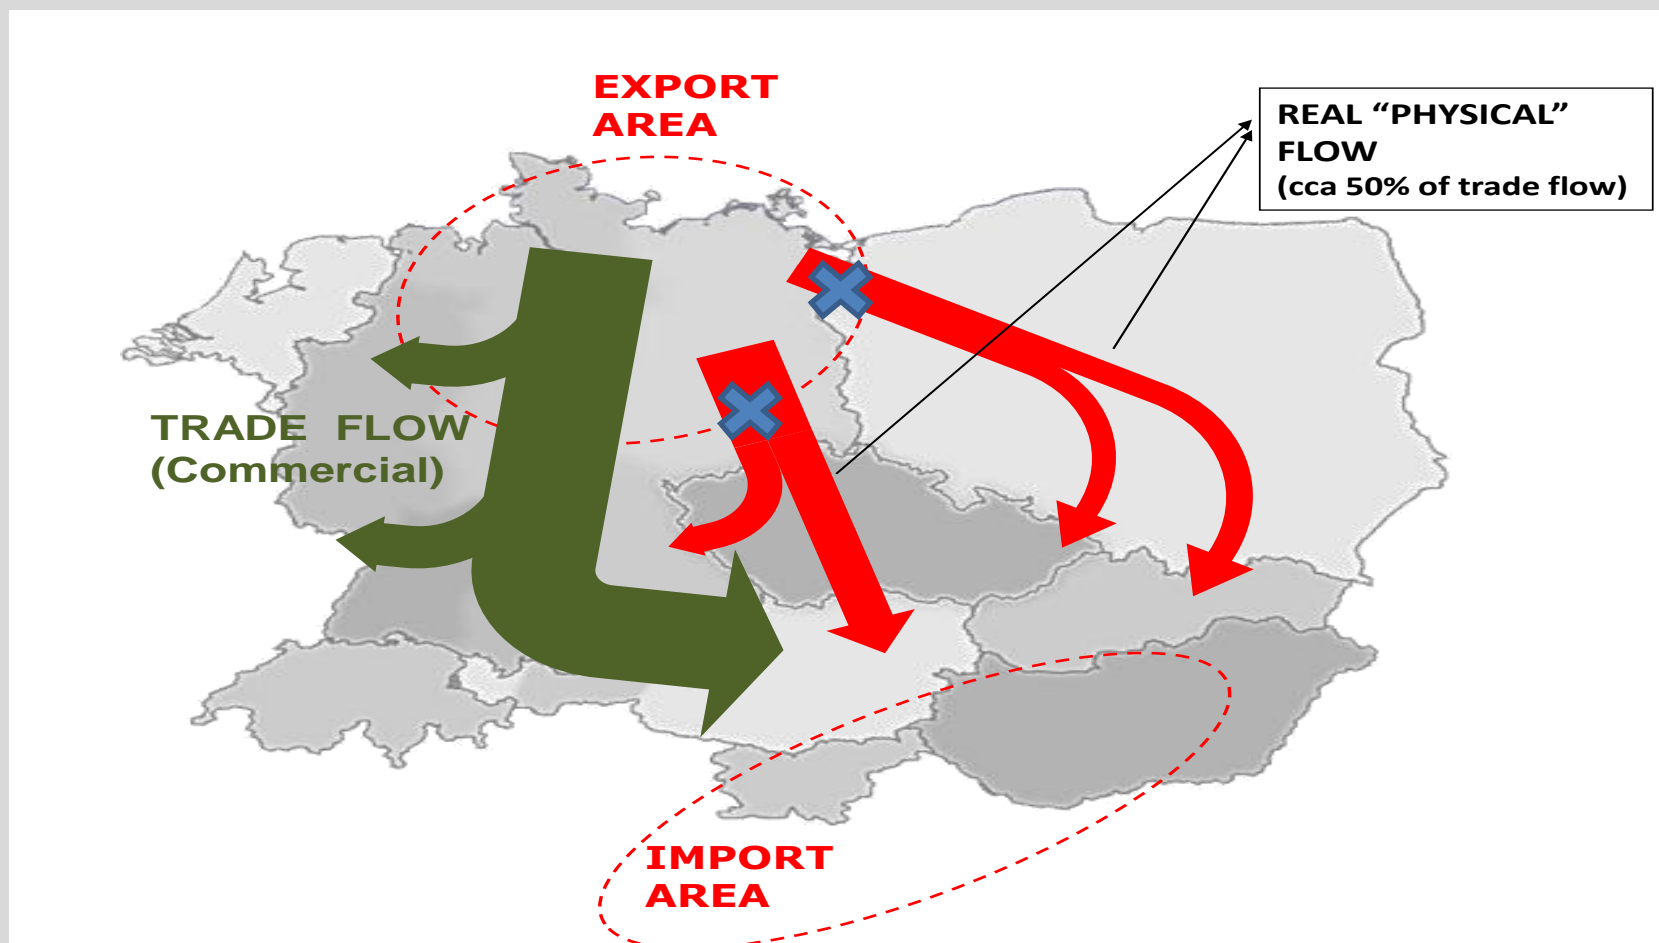 EXPORT
AREA
REAL “PHYSICAL”
FLOW
(cca 50% of trade flow)
TRADE FLOW
(Commercial)
IMPORT
AREA